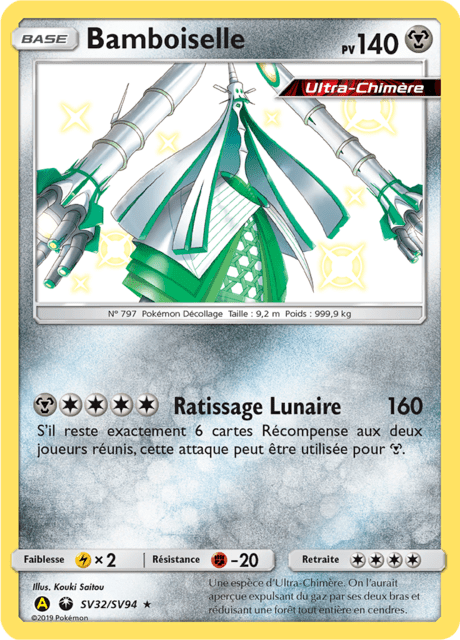 BASE Bamboiselle PV 140
Ultra-Chimère
N° 797 Pokémon Décollage Taille : 9,2 m Poids : 999,9 kg
Ratissage Lunaire 160
S'il reste exactement 6 cartes Récompense aux deux
joueurs réunis, cette attaque peut être utilisée pour .
Faiblesse × 2 Résistance -20 Retraite
Illus. Kouki Saitou
A SV32/SV94 ★
©2019 Pokémon
Une espèce d'Ultra-Chimère. On l'aurait
aperçue expulsant du gaz par ses deux bras et
réduisant une forêt tout entière en cendres.